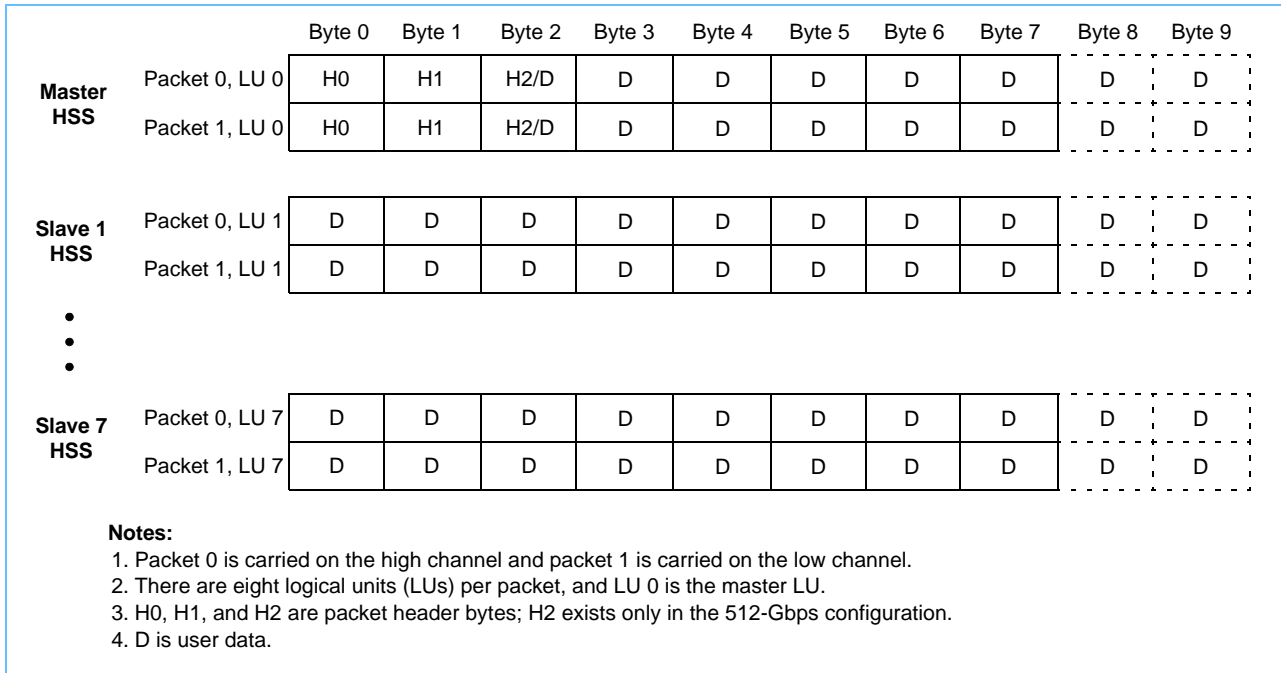 Byte 0 Byte 1 Byte 2 Byte 3 Byte 4 Byte 5 Byte 6 Byte 7 Byte 8 Byte 9
Master HSS
Packet 0, LU 0 H0 H1 H2/D D D D D D D D
Packet 1, LU 0 H0 H1 H2/D D D D D D D D
Slave 1 HSS
Packet 0, LU 1 D D D D D D D D D D
Packet 1, LU 1 D D D D D D D D D D
Slave 7 HSS
Packet 0, LU 7 D D D D D D D D D D
Packet 1, LU 7 D D D D D D D D D D
Notes:
1. Packet 0 is carried on the high channel and packet 1 is carried on the low channel.
2. There are eight logical units (LUs) per packet, and LU 0 is the master LU.
3. H0, H1, and H2 are packet header bytes; H2 exists only in the 512-Gbps configuration.
4. D is user data.